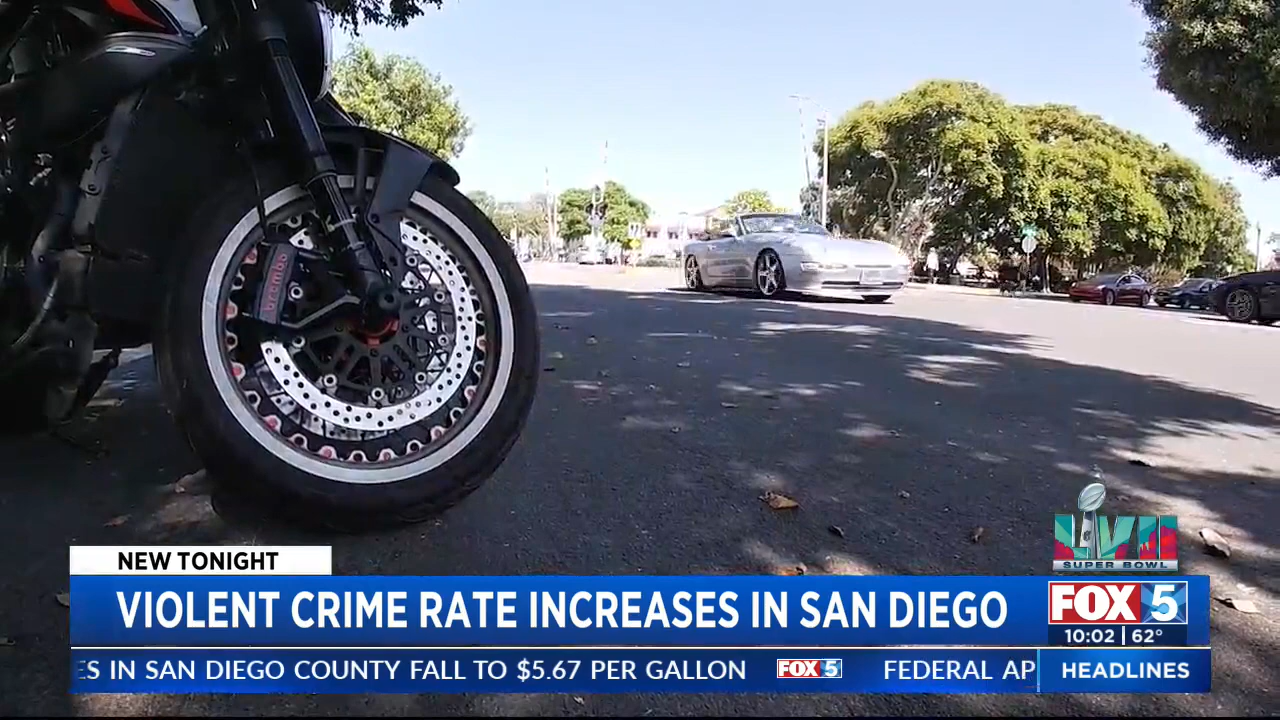 brembo
LVII
SUPER BOWL
NEW TONIGHT
VIOLENT CRIME RATE INCREASES IN SAN DIEGO
FOX 5
10:02 | 62°
ES IN SAN DIEGO COUNTY FALL TO $5.67 PER GALLON FOX 5 FEDERAL AP
HEADLINES